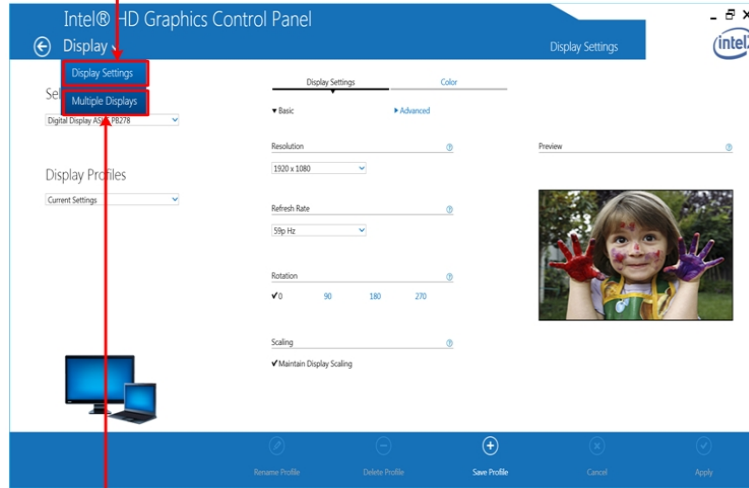 Intel® HD Graphics Control Panel
Display
Display Settings
intel
Display Settings
Multiple Displays
Digital Display
PB278
Display Profiles
Current Settings
Display Settings
Color
Basic
Advanced
Resolution
1920 x 1080
Refresh Rate
59p Hz
Rotation
0 90 180 270
Scaling
Maintain Display Scaling
Preview
Rename Profile
Delete Profile
Save Profile
Cancel
Apply